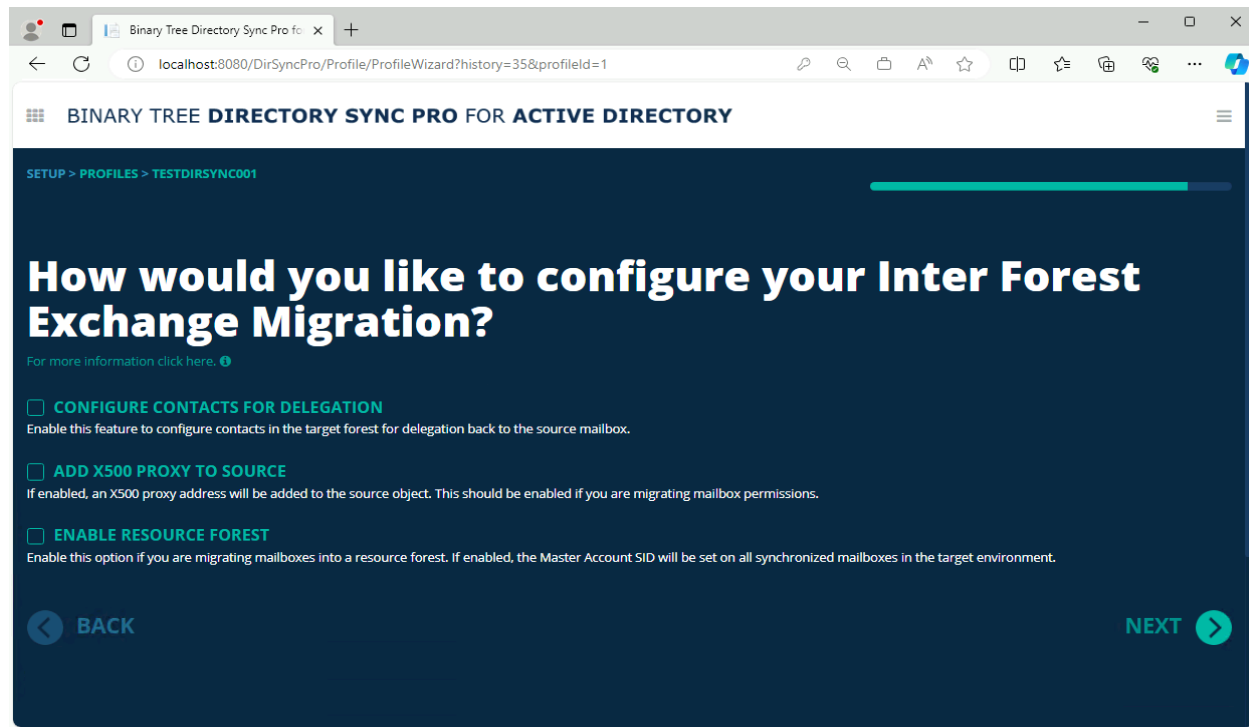 Binary Tree Directory Sync Pro fo
localhost:8080/DirSyncPro/Profile/ProfileWizard?history=35&profileId=1
BINARY TREE DIRECTORY SYNC PRO FOR ACTIVE DIRECTORY
SETUP > PROFILES > TESTDIRSYNC001
How would you like to configure your Inter Forest
Exchange Migration?
For more information click here.
CONFIGURE CONTACTS FOR DELEGATION
Enable this feature to configure contacts in the target forest for delegation back to the source mailbox.
ADD X500 PROXY TO SOURCE
If enabled, an X500 proxy address will be added to the source object. This should be enabled if you are migrating mailbox permissions.
ENABLE RESOURCE FOREST
Enable this option if you are migrating mailboxes into a resource forest. If enabled, the Master Account SID will be set on all synchronized mailboxes in the target environment.
BACK
NEXT